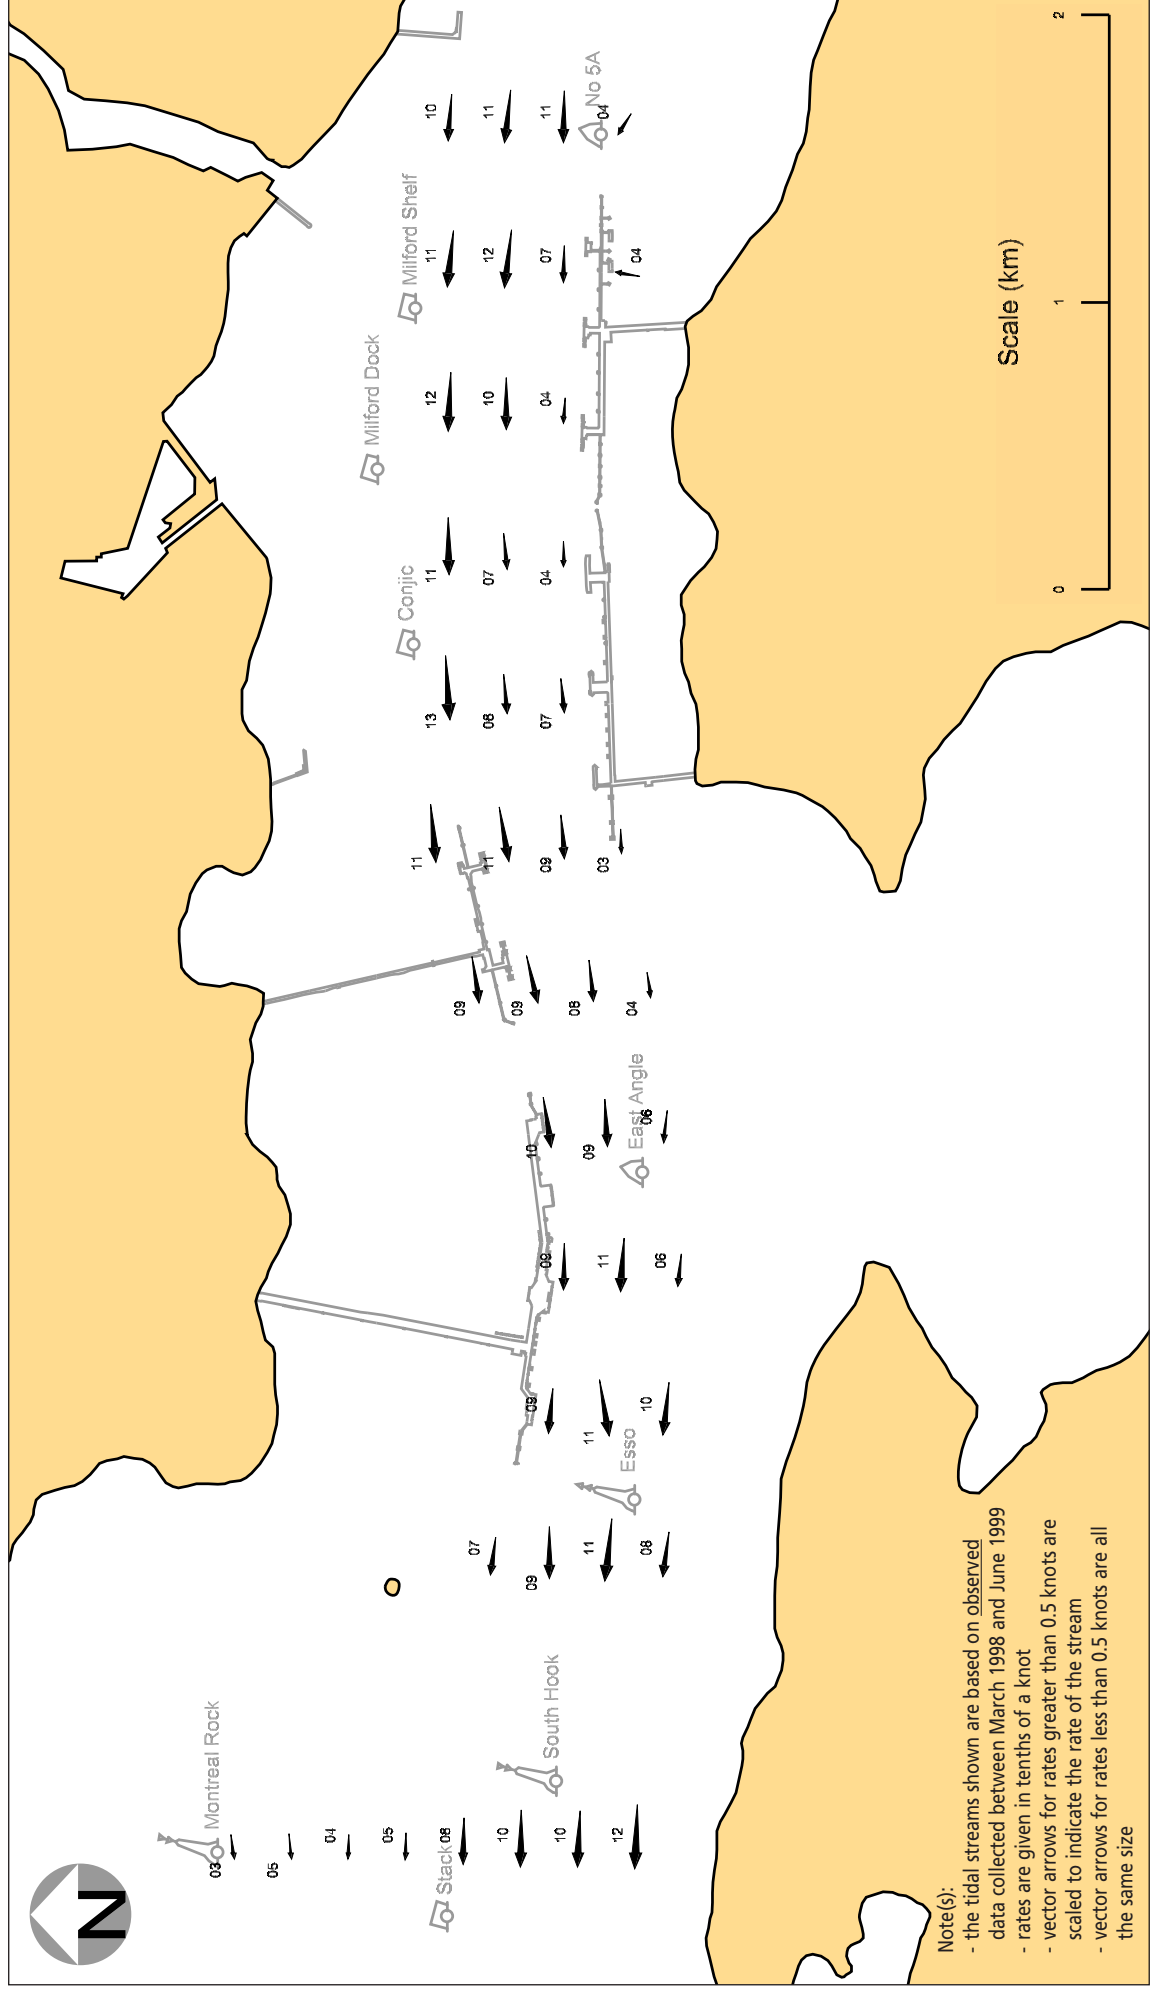 N
Montreal Rock
03
05
04
05
Stack
08
10
South Hook
10
12
07
09
11
08
Esso
09
11
10
09
11
06
10
09
East Angle
06
09
09
08
04
11
11
09
03
Conjic
13
08
07
11
07
04
Milford Dock
12
10
04
Milford Shelf
11
12
07
04
10
11
11
No 5A
04
Scale (km)
0
1
2
Note(s):
- the tidal streams shown are based on observed
data collected between March 1998 and June 1999
- rates are given in tenths of a knot
- vector arrows for rates greater than 0.5 knots are
scaled to indicate the rate of the stream
- vector arrows for rates less than 0.5 knots are all
the same size